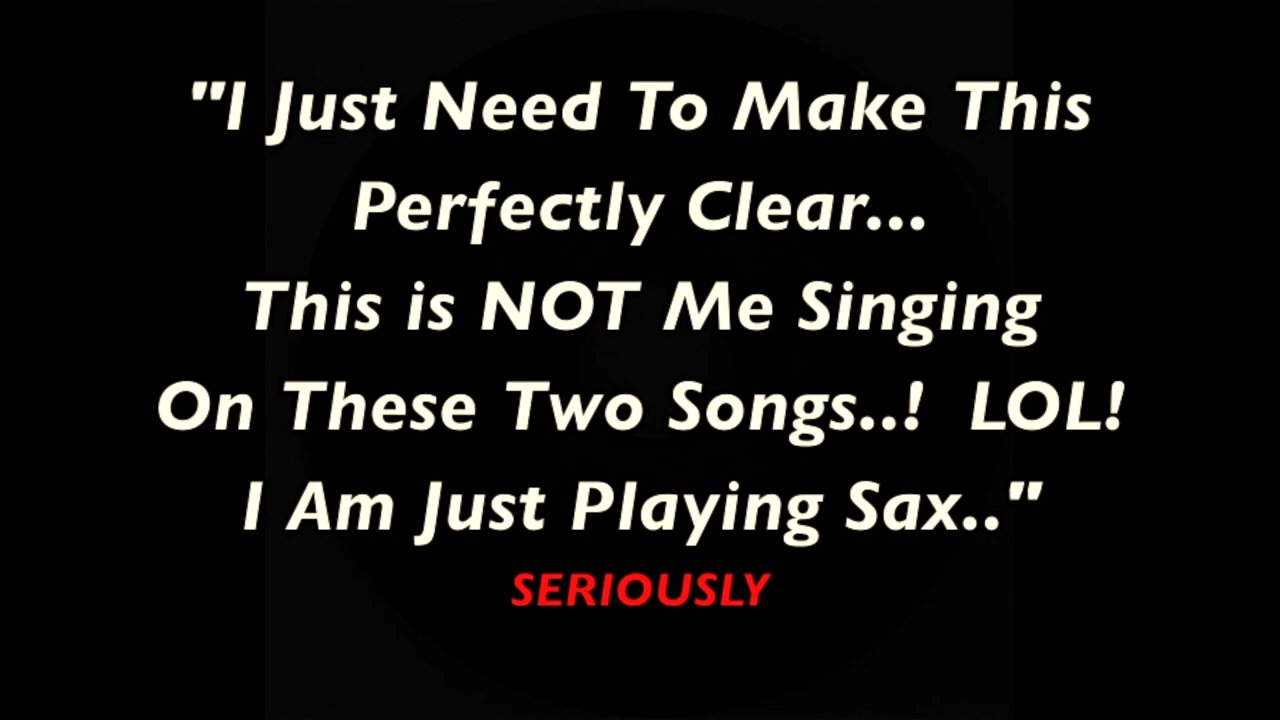 "I Just Need To Make This
Perfectly Clear...
This is NOT Me Singing
On These Two Songs..!  LOL!
I Am Just Playing Sax.."
SERIOUSLY